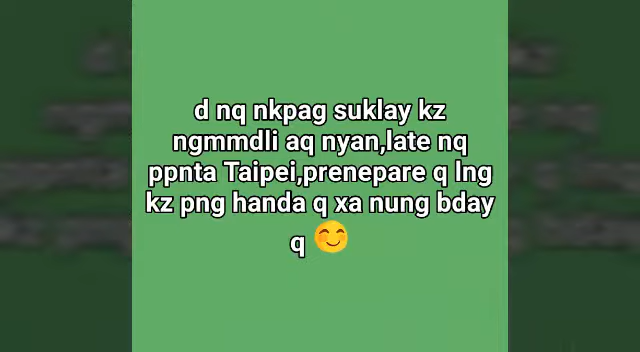 d nq nkpag suklay kz
ngmmdli aq nyan,late nq
ppnta Taipei,prenepare q lng
kz png handa q xa nung bday
q 😊